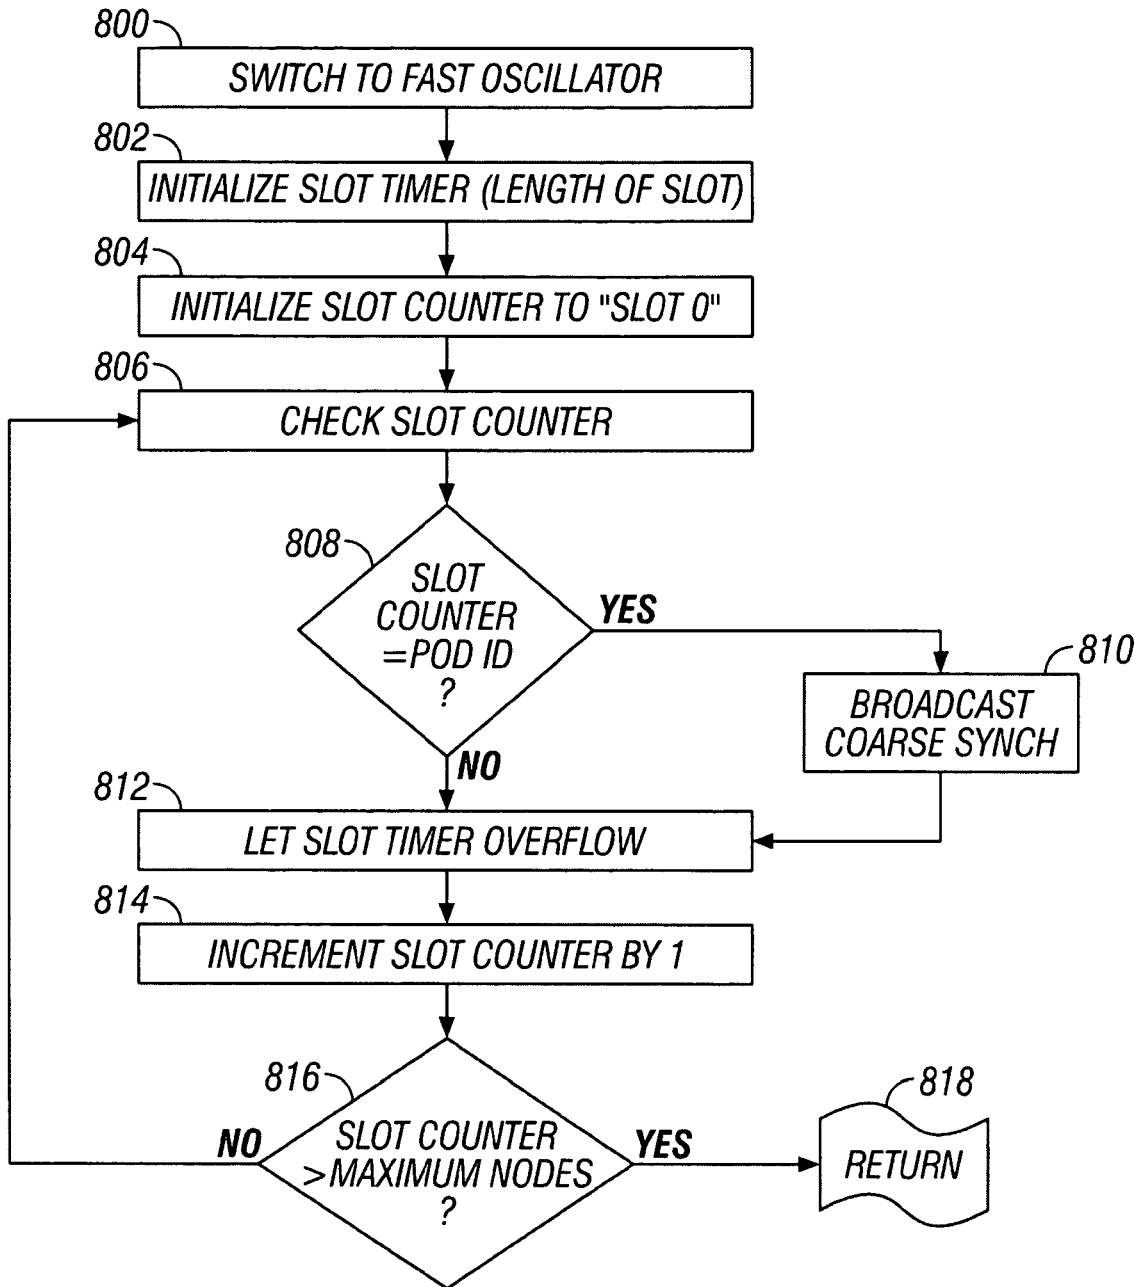 800
SWITCH TO FAST OSCILLATOR
802
INITIALIZE SLOT TIMER (LENGTH OF SLOT)
804
INITIALIZE SLOT COUNTER TO "SLOT 0"
806
CHECK SLOT COUNTER
808
SLOT
COUNTER
=POD ID
?
YES
810
BROADCAST
COARSE SYNCH
NO
812
LET SLOT TIMER OVERFLOW
814
INCREMENT SLOT COUNTER BY 1
816
SLOT COUNTER
>MAXIMUM NODES
?
NO
YES
818
RETURN